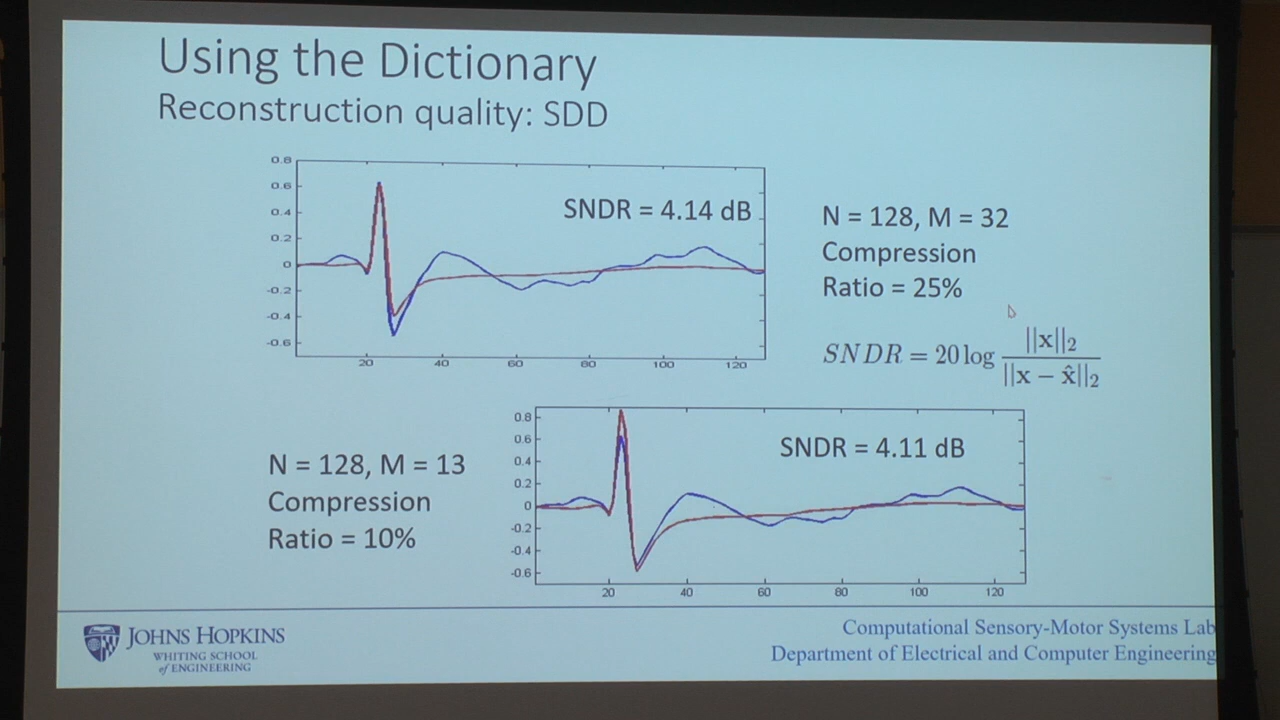 Using the Dictionary
Reconstruction quality: SDD
0.8
0.6
0.4
0.2
0
-0.2
-0.4
-0.6
20 40 60 80 100 120
SNDR = 4.14 dB
N = 128, M = 32
Compression
Ratio = 25%
SNDR = 20 log ||x||₂ / ||x − x̂||₂
N = 128, M = 13
Compression
Ratio = 10%
0.8
0.6
0.4
0.2
0
-0.2
-0.4
-0.6
20 40 60 80 100 120
SNDR = 4.11 dB
JOHNS HOPKINS
WHITING SCHOOL
of ENGINEERING
Computational Sensory-Motor Systems Lab
Department of Electrical and Computer Engineering